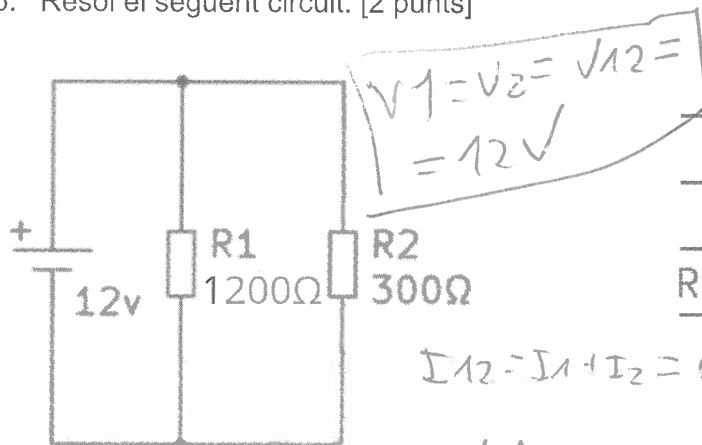 Resol el següent circuit. [2 punts]
V1=V2=V12=
=12V
+
R1
1200Ω
R2
300Ω
12v
R
I12=I1+I2=